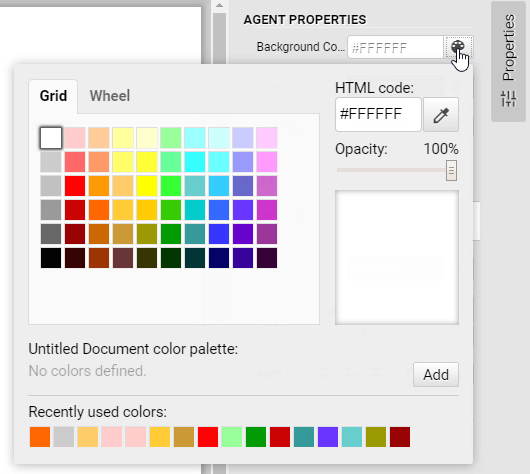 AGENT PROPERTIES
Background Co... #FFFFFF
Properties
Grid Wheel
HTML code:
#FFFFFF
Opacity: 100%
Untitled Document color palette:
No colors defined.
Add
Recently used colors: